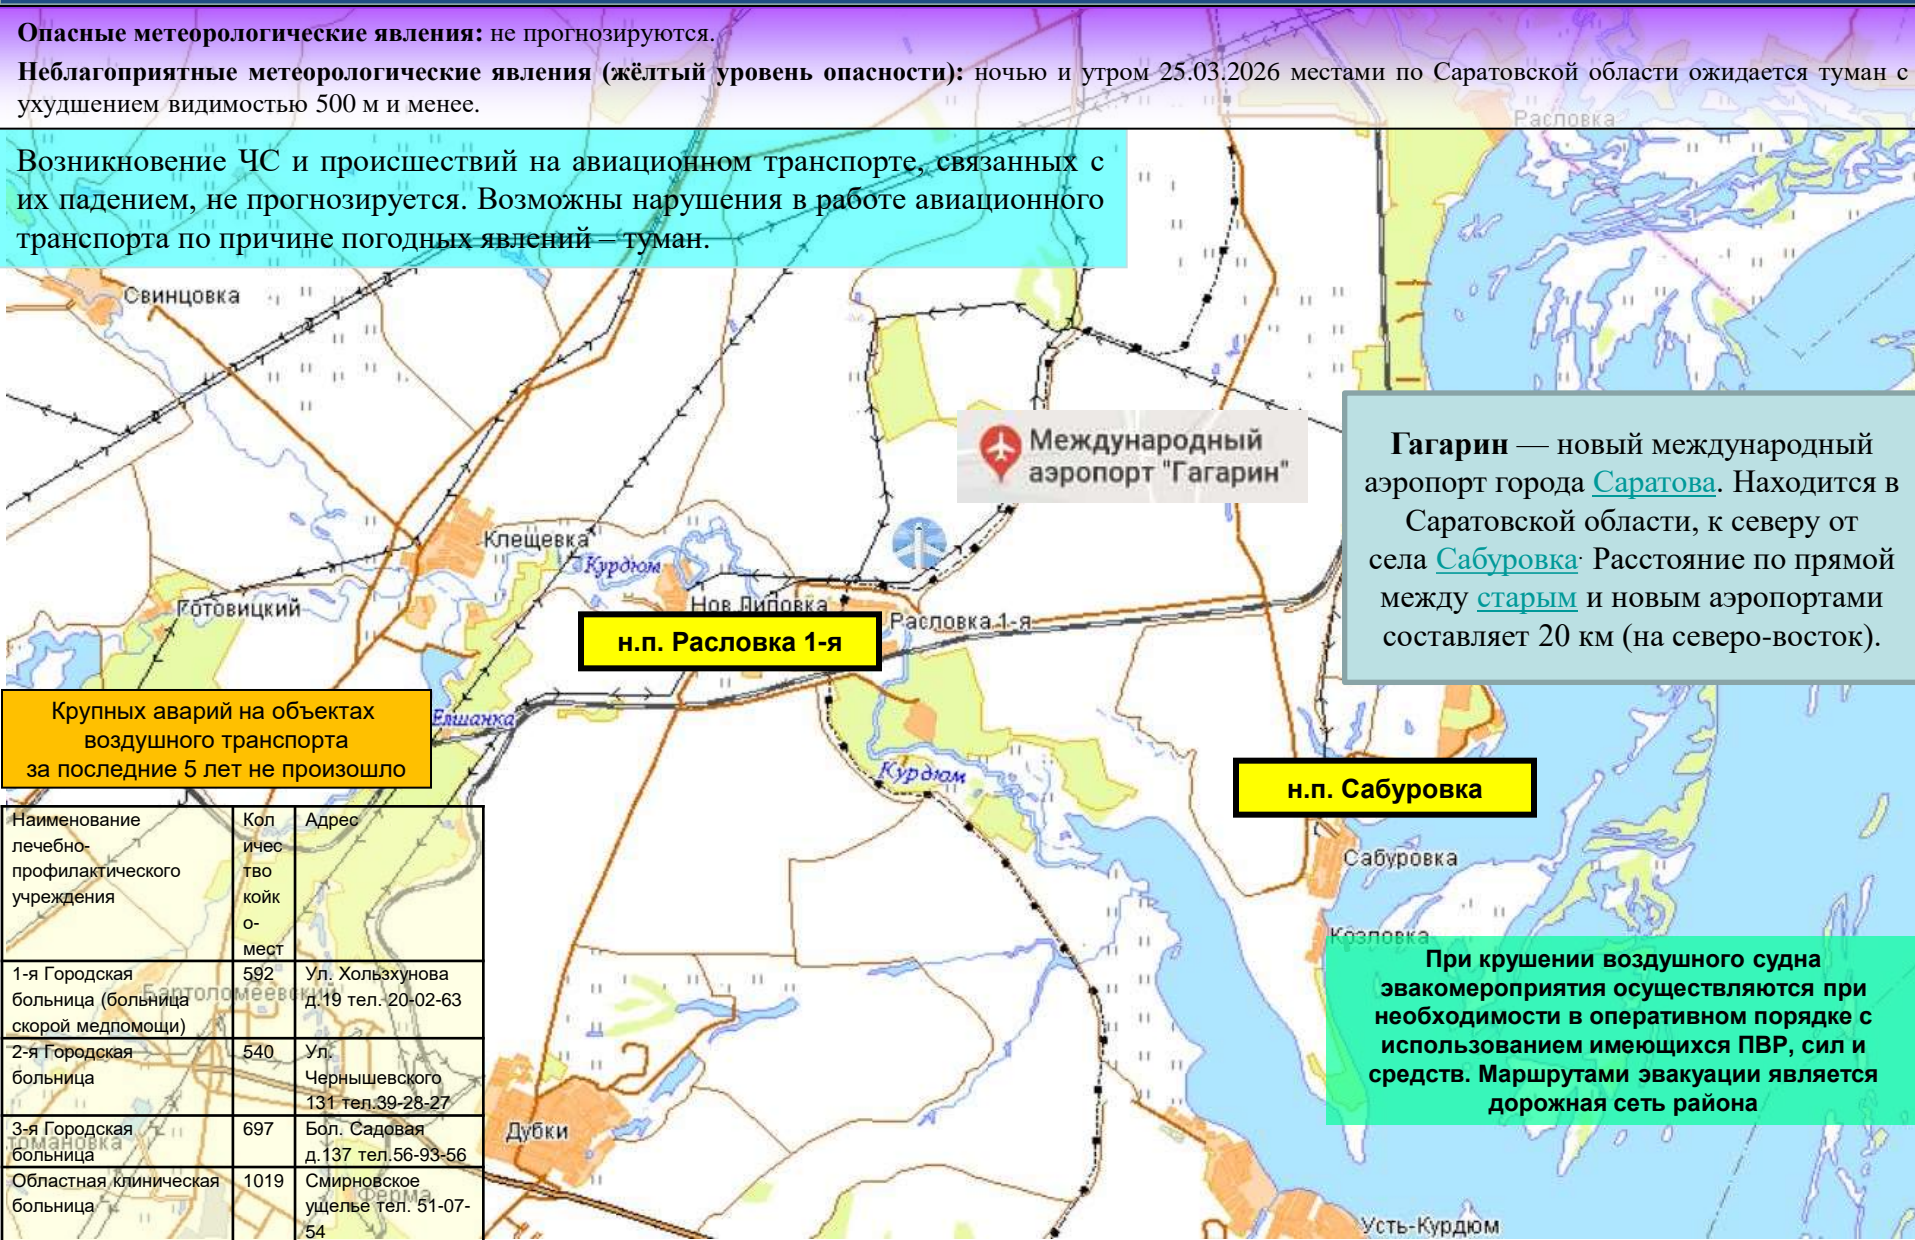 Опасные метеорологические явления: не прогнозируются.
Неблагоприятные метеорологические явления (жёлтый уровень опасности): ночью и утром 25.03.2026 местами по Саратовской области ожидается туман с
ухудшением видимостью 500 м и менее.
Расловка
Возникновение ЧС и происшествий на авиационном транспорте, связанных с
их падением, не прогнозируется. Возможны нарушения в работе авиационного
транспорта по причине погодных явлений – туман.
Свинцовка
Международный
аэропорт "Гагарин"
Гагарин — новый международный
аэропорт города Саратова. Находится в
Саратовской области, к северу от
села Сабуровка. Расстояние по прямой
между старым и новым аэропортами
составляет 20 км (на северо-восток).
Клещевка
Курдюм
Готовицкий
Нов.Липовка
Расловка 1-я
н.п. Расловка 1-я
Елшанка
Крупных аварий на объектах
воздушного транспорта
за последние 5 лет не произошло
Курдюм
н.п. Сабуровка
Сабуровка
Козловка
При крушении воздушного судна
эвакомероприятия осуществляются при
необходимости в оперативном порядке с
использованием имеющихся ПВР, сил и
средств. Маршрутами эвакуации является
дорожная сеть района
Наименование
лечебно-
профилактического
учреждения
Кол
ичес
тво
койк
о-
мест
Адрес
1-я Городская
больница (больница
скорой медпомощи)
592
Ул. Хользхунова
д.19 тел. 20-02-63
2-я Городская
больница
540
Ул.
Чернышевского
131 тел.39-28-27
3-я Городская
больница
697
Бол. Садовая
д.137 тел.56-93-56
Областная клиническая
больница
1019
Смирновское
ущелье тел. 51-07-
54
Ферма
Дубки
Усть-Курдюм